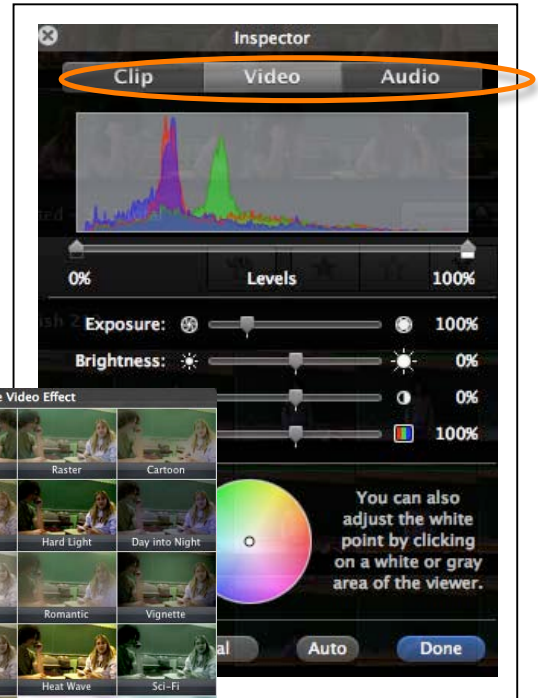 Inspector
Clip Video Audio
0% Levels 100%
Exposure: 100%
Brightness: 0%
0%
100%
You can also
adjust the white
point by clicking
on a white or gray
area of the viewer.
Auto Done
Video Effect
Raster Cartoon
Hard Light Day into Night
Romantic Vignette
Heat Wave Sci-Fi